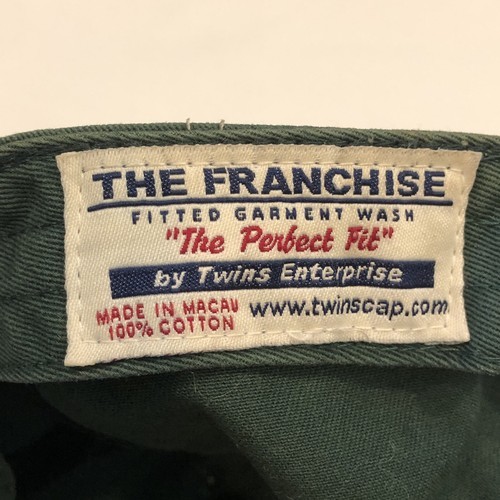 THE FRANCHISE
FITTED GARMENT WASH
"The Perfect Fit"
by Twins Enterprise
MADE IN MACAU
100% COTTON
www.twinscap.com